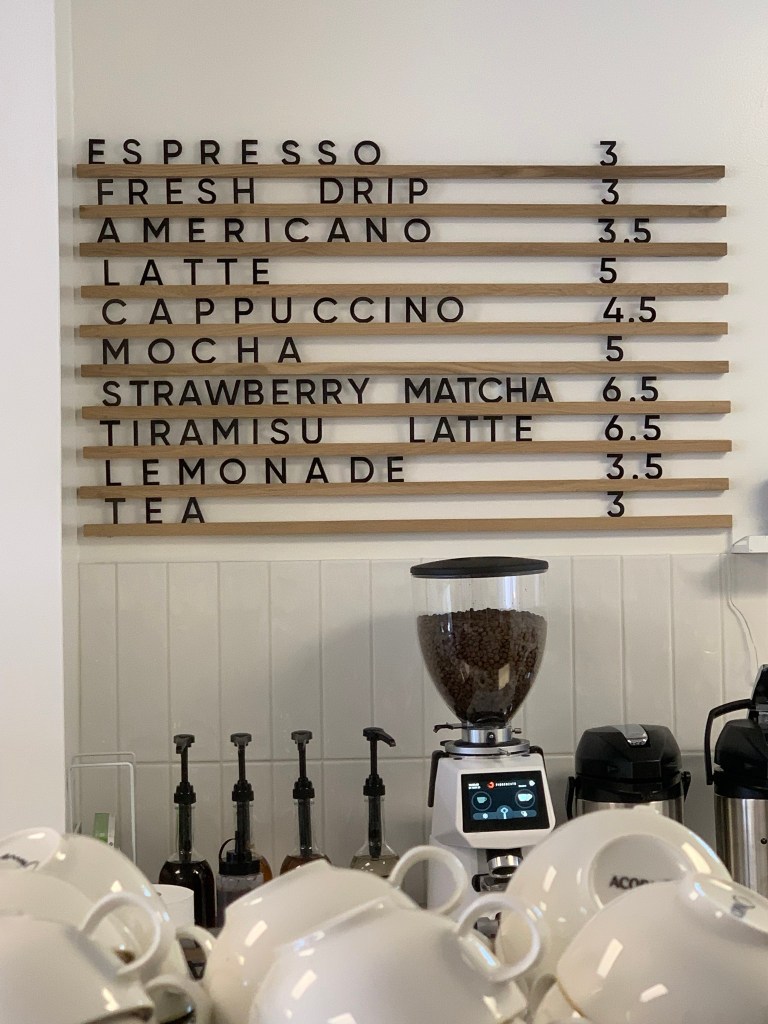 ESPRESSO 3
FRESH DRIP 3
AMERICANO 3.5
LATTE 5
CAPPUCCINO 4.5
MOCHA 5
STRAWBERRY MATCHA 6.5
TIRAMISU LATTE 6.5
LEMONADE 3.5
TEA 3